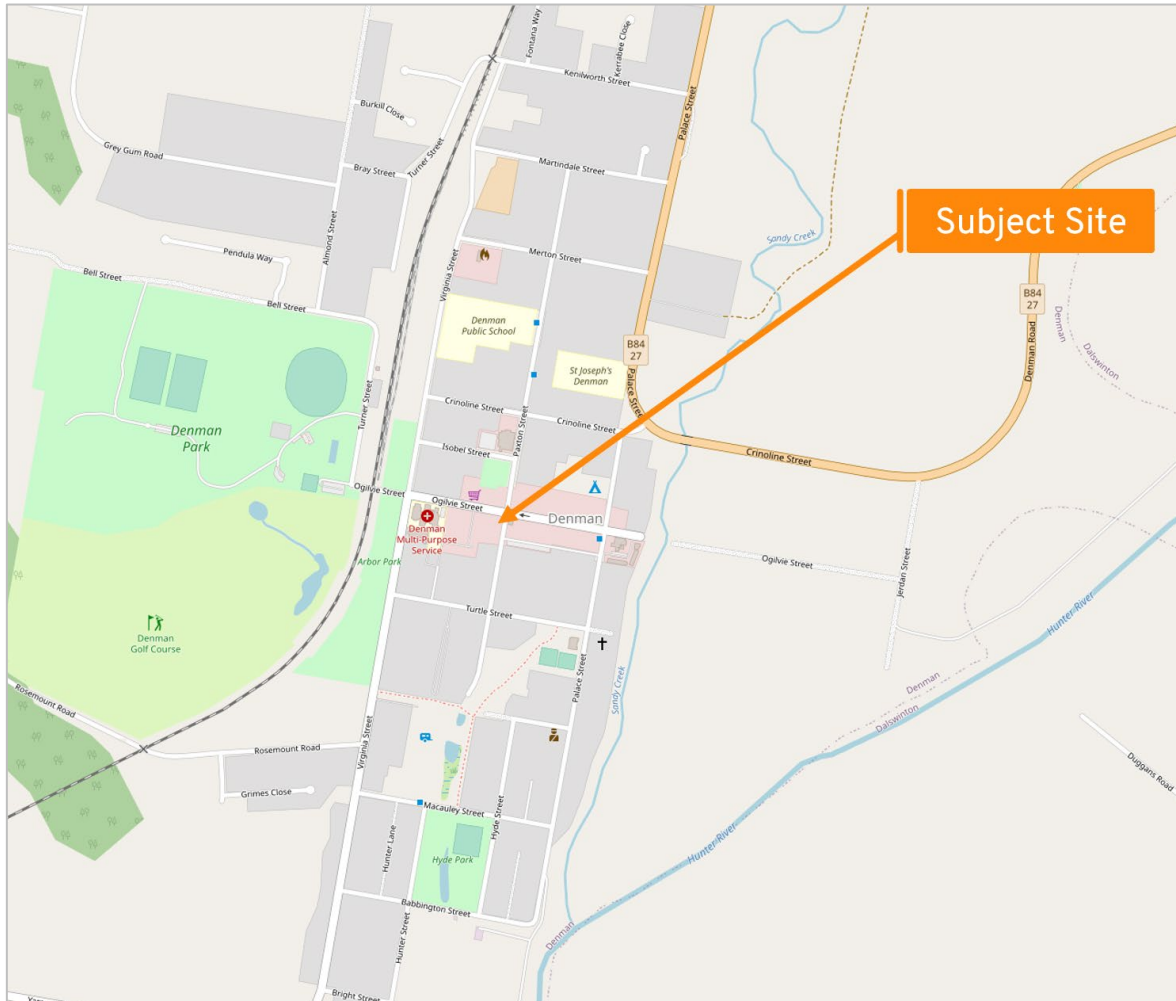 Fontana Way
Kerrabee Close
Kenilworth Street
Palace Street
Burkill Close
Turner Street
Grey Gum Road
Bray Street
Martindale Street
Almond Street
Subject Site
Sandy Creek
Pendula Way
Virginia Street
Merton Street
Bell Street
Bell Street
Denman
Dalswinton
B84
27
Denman Road
Denman
Public School
B84
27
Turner Street
St Joseph's
Denman
Palace Street
Paxton Street
Crinoline Street
Crinoline Street
Crinoline Street
Denman
Park
Isobel Street
Ogilvie Street
Ogilvie Street
Denman
Denman
Multi-Purpose
Service
Arbor Park
Ogilvie Street
Jerdan Street
Hunter River
Turtle Street
Denman
Golf Course
Palace Street
Sandy Creek
Denman
Dalswinton
Rosemount Road
Rosemount Road
Virginia Street
Duggans Road
Grimes Close
Macauley Street
Hunter Lane
Hyde Street
Hunter River
Hyde Park
Babbington Street
Hunter Street
Denman
Bright Street